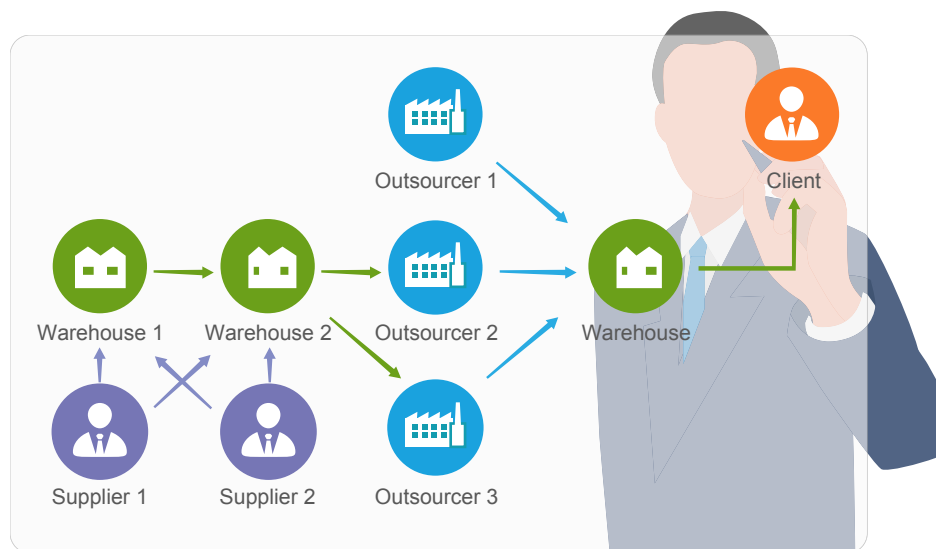 Outsourcer 1
Client
Warehouse 1
Warehouse 2
Outsourcer 2
Warehouse
Supplier 1
Supplier 2
Outsourcer 3